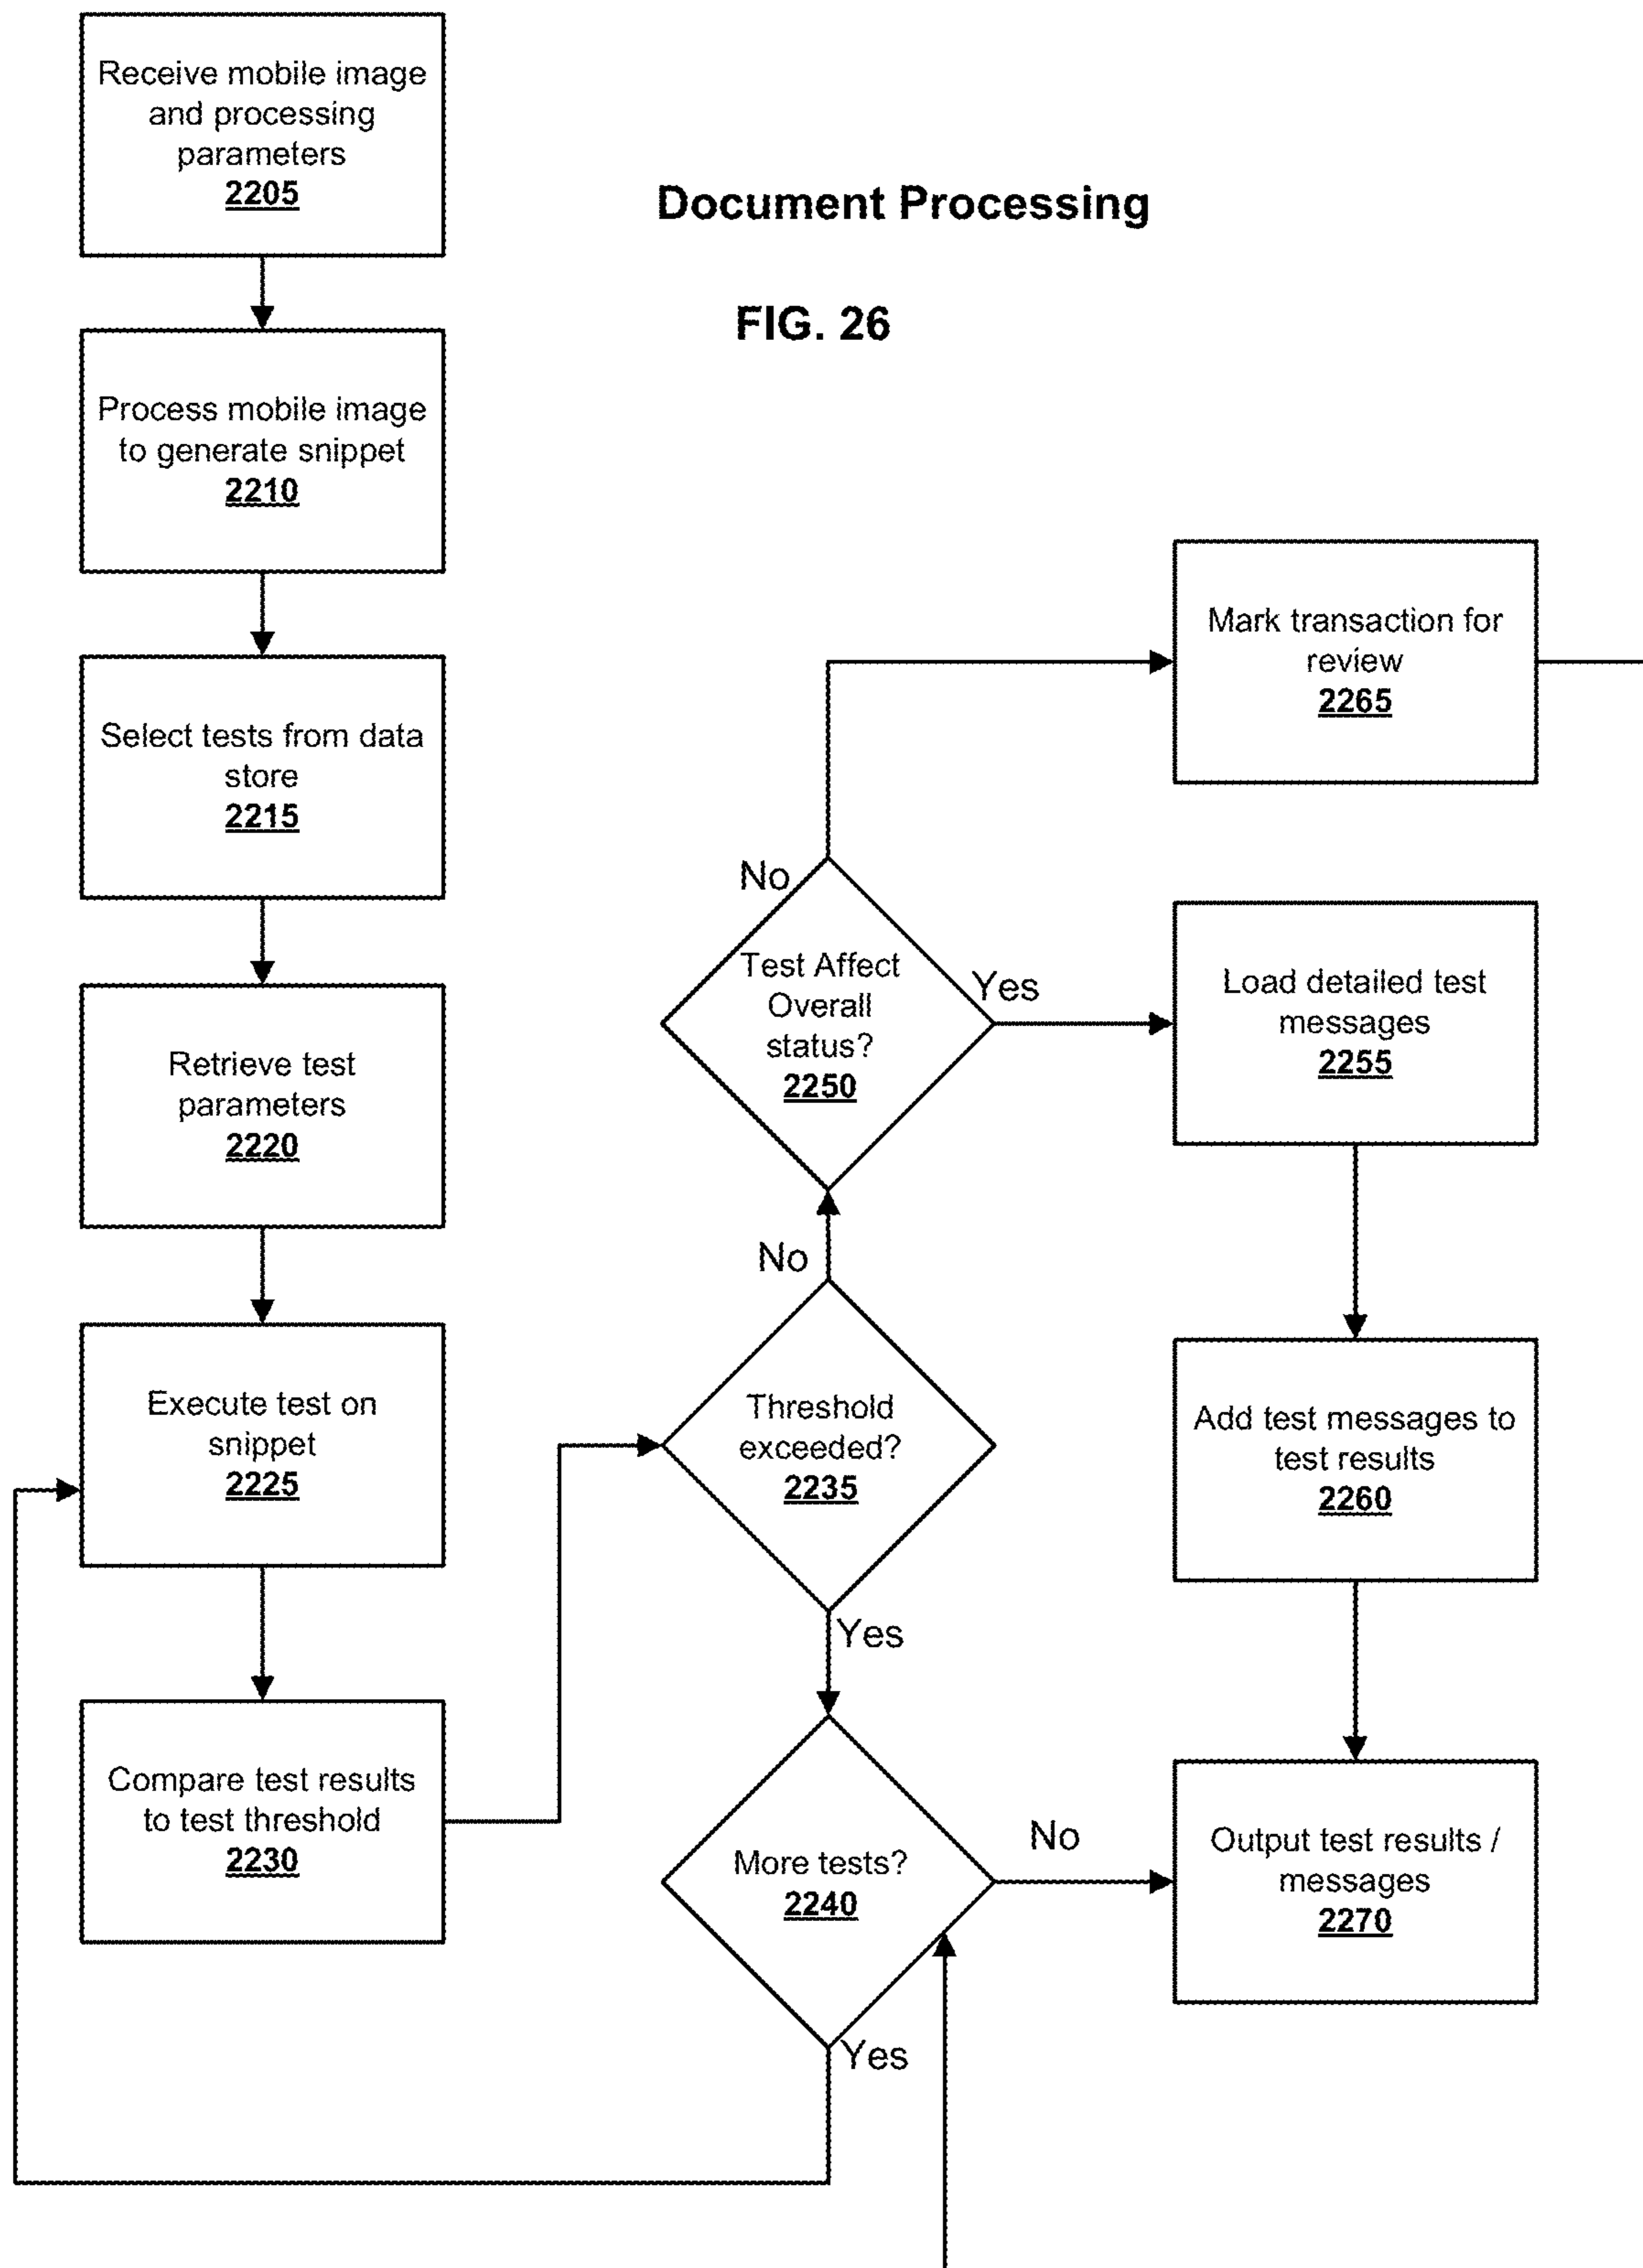 Receive mobile image
and processing
parameters
2205
Document Processing
FIG. 26
Process mobile image
to generate snippet
2210
Select tests from data
store
2215
Retrieve test
parameters
2220
Execute test on
snippet
2225
Compare test results
to test threshold
2230
Threshold
exceeded?
2235
No
Yes
Test Affect
Overall
status?
2250
No
Yes
Mark transaction for
review
2265
Load detailed test
messages
2255
Add test messages to
test results
2260
More tests?
2240
No
Yes
Output test results /
messages
2270